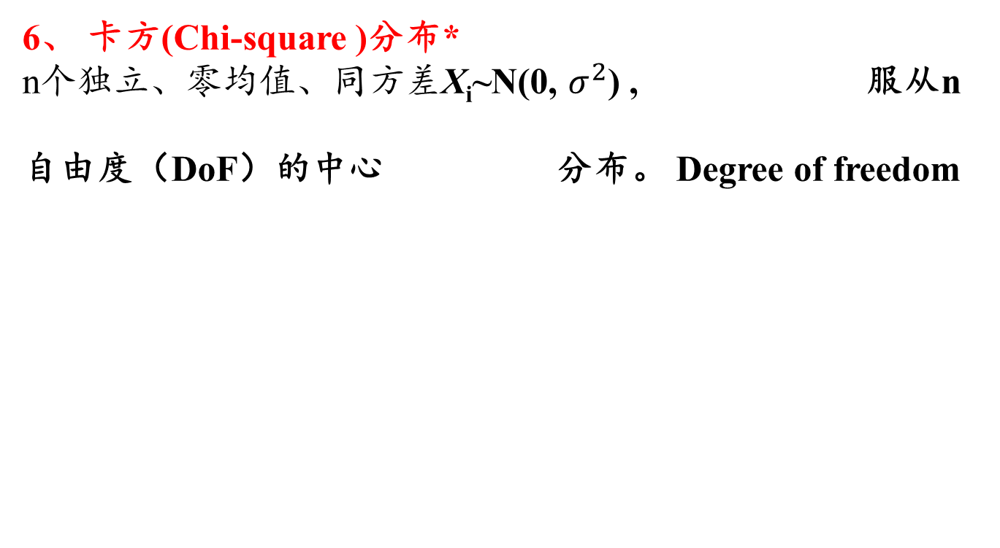 6、 卡方(Chi-square )分布*
n个独立、零均值、同方差Xi~N(0, σ²) , 服从n
自由度（DoF）的中心 分布。 Degree of freedom